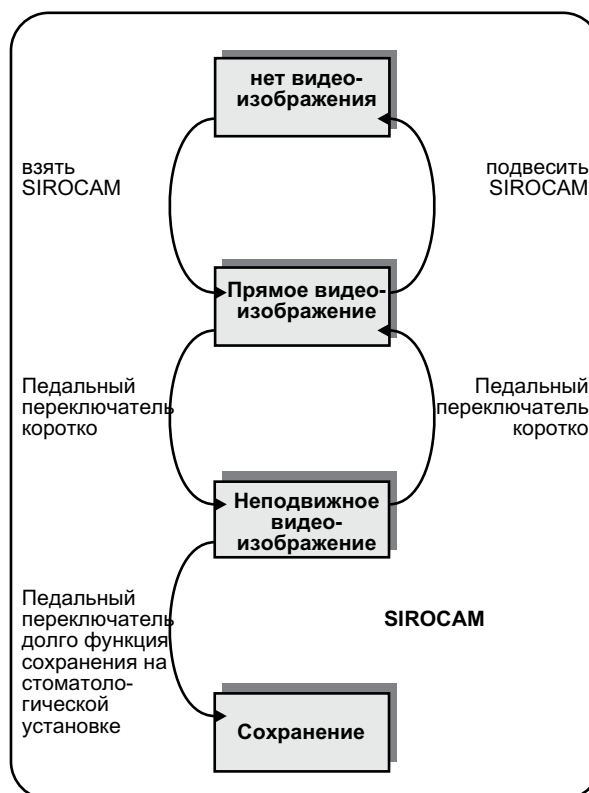 нет видео-
изображения
взять
SIROCAM
подвесить
SIROCAM
Прямое видео-
изображение
Педальный
переключатель
коротко
Педальный
переключатель
коротко
Неподвижное
видео-
изображение
Педальный
переключатель
долго функция
сохранения на
стоматоло-
гической
установке
SIROCAM
Сохранение